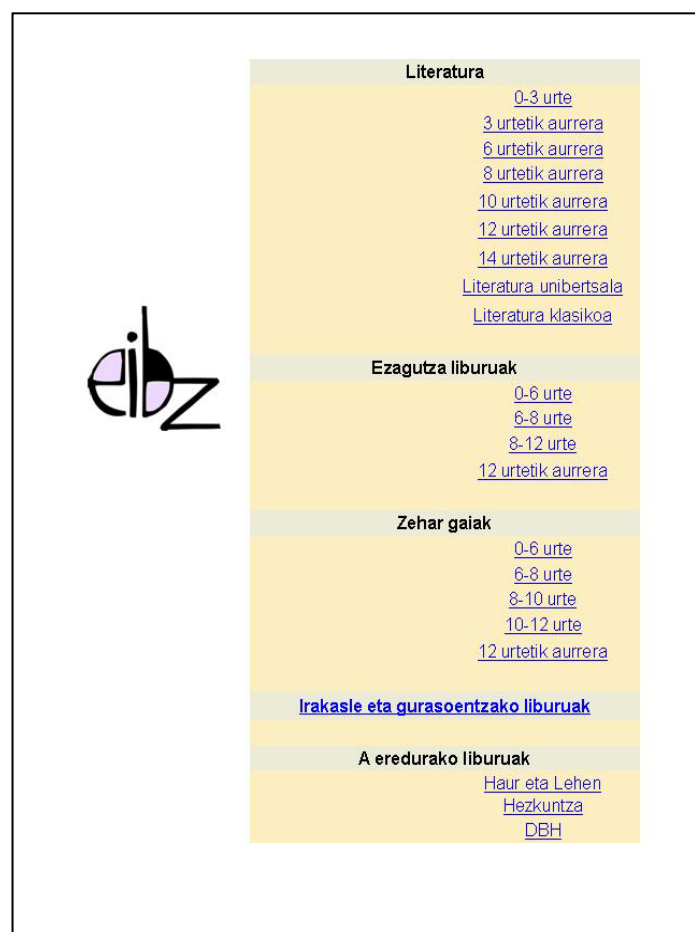 Literatura
0-3 urte
3 urtetik aurrera
6 urtetik aurrera
8 urtetik aurrera
10 urtetik aurrera
12 urtetik aurrera
14 urtetik aurrera
Literatura unibertsala
Literatura klasikoa
eibz
Ezagutza liburuak
0-6 urte
6-8 urte
8-12 urte
12 urtetik aurrera
Zehar gaiak
0-6 urte
6-8 urte
8-10 urte
10-12 urte
12 urtetik aurrera
Irakasle eta gurasoentzako liburuak
A eredurako liburuak
Haur eta Lehen
Hezkuntza
DBH